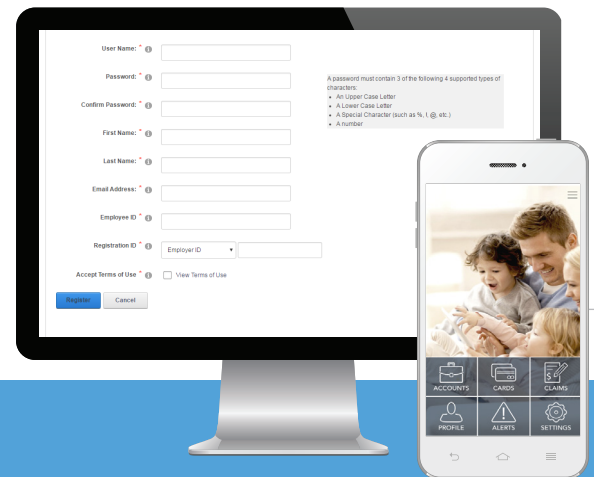 User Name: *
Password: *
A password must contain 3 of the following 4 supported types of
characters:
• An Upper Case Letter
• A Lower Case Letter
• A Special Character (such as %, !, @, etc.)
• A number
Confirm Password: *
First Name: *
Last Name: *
Email Address: *
Employee ID *
Registration ID *
Employer ID
Accept Terms of Use *
View Terms of Use
Register
Cancel
ACCOUNTS
CARDS
CLAIMS
PROFILE
ALERTS
SETTINGS